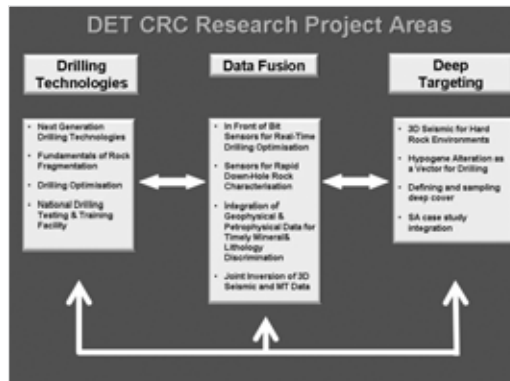 DET CRC Research Project Areas
Drilling
Technologies
• Next Generation
Drilling Technologies
• Fundamentals of Rock
Fragmentation
• Drilling Optimisation
• National Drilling
Testing & Training
Facility
Data Fusion
• In Front of Bit
Sensors for Real-Time
Drilling Optimisation
• Sensors for Rapid
Down-Hole Rock
Characterisation
• Integration of
Geophysical &
Petrophysical Data for
Timely Mineral&
Lithology
Discrimination
• Joint Inversion of 3D
Seismic and MT Data
Deep
Targeting
• 3D Seismic for Hard
Rock Environments
• Hypogene Alteration as
a Vector for Drilling
• Defining and sampling
deep cover
• SA case study
integration